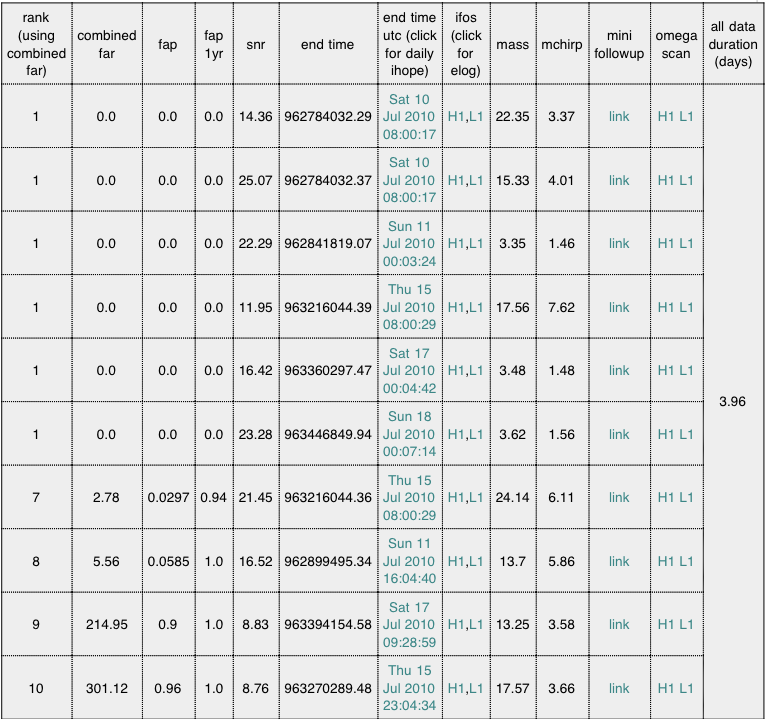 rank (using combined far) combined far fap fap 1yr snr end time end time utc (click for daily ihope) ifos (click for elog) mass mchirp mini followup omega scan all data duration (days)
1 0.0 0.0 0.0 14.36 962784032.29 Sat 10 Jul 2010 08:00:17 H1,L1 22.35 3.37 link H1 L1
1 0.0 0.0 0.0 25.07 962784032.37 Sat 10 Jul 2010 08:00:17 H1,L1 15.33 4.01 link H1 L1
1 0.0 0.0 0.0 22.29 962841819.07 Sun 11 Jul 2010 00:03:24 H1,L1 3.35 1.46 link H1 L1
1 0.0 0.0 0.0 11.95 963216044.39 Thu 15 Jul 2010 08:00:29 H1,L1 17.56 7.62 link H1 L1
1 0.0 0.0 0.0 16.42 963360297.47 Sat 17 Jul 2010 00:04:42 H1,L1 3.48 1.48 link H1 L1
3.96
1 0.0 0.0 0.0 23.28 963446849.94 Sun 18 Jul 2010 00:07:14 H1,L1 3.62 1.56 link H1 L1
7 2.78 0.0297 0.94 21.45 963216044.36 Thu 15 Jul 2010 08:00:29 H1,L1 24.14 6.11 link H1 L1
8 5.56 0.0585 1.0 16.52 962899495.34 Sun 11 Jul 2010 16:04:40 H1,L1 13.7 5.86 link H1 L1
9 214.95 0.9 1.0 8.83 963394154.58 Sat 17 Jul 2010 09:28:59 H1,L1 13.25 3.58 link H1 L1
10 301.12 0.96 1.0 8.76 963270289.48 Thu 15 Jul 2010 23:04:34 H1,L1 17.57 3.66 link H1 L1